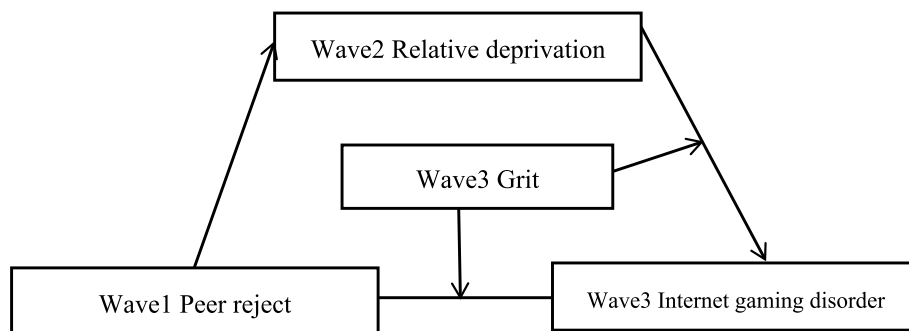 Wave2 Relative deprivation
Wave3 Grit
Wave1 Peer reject
Wave3 Internet gaming disorder